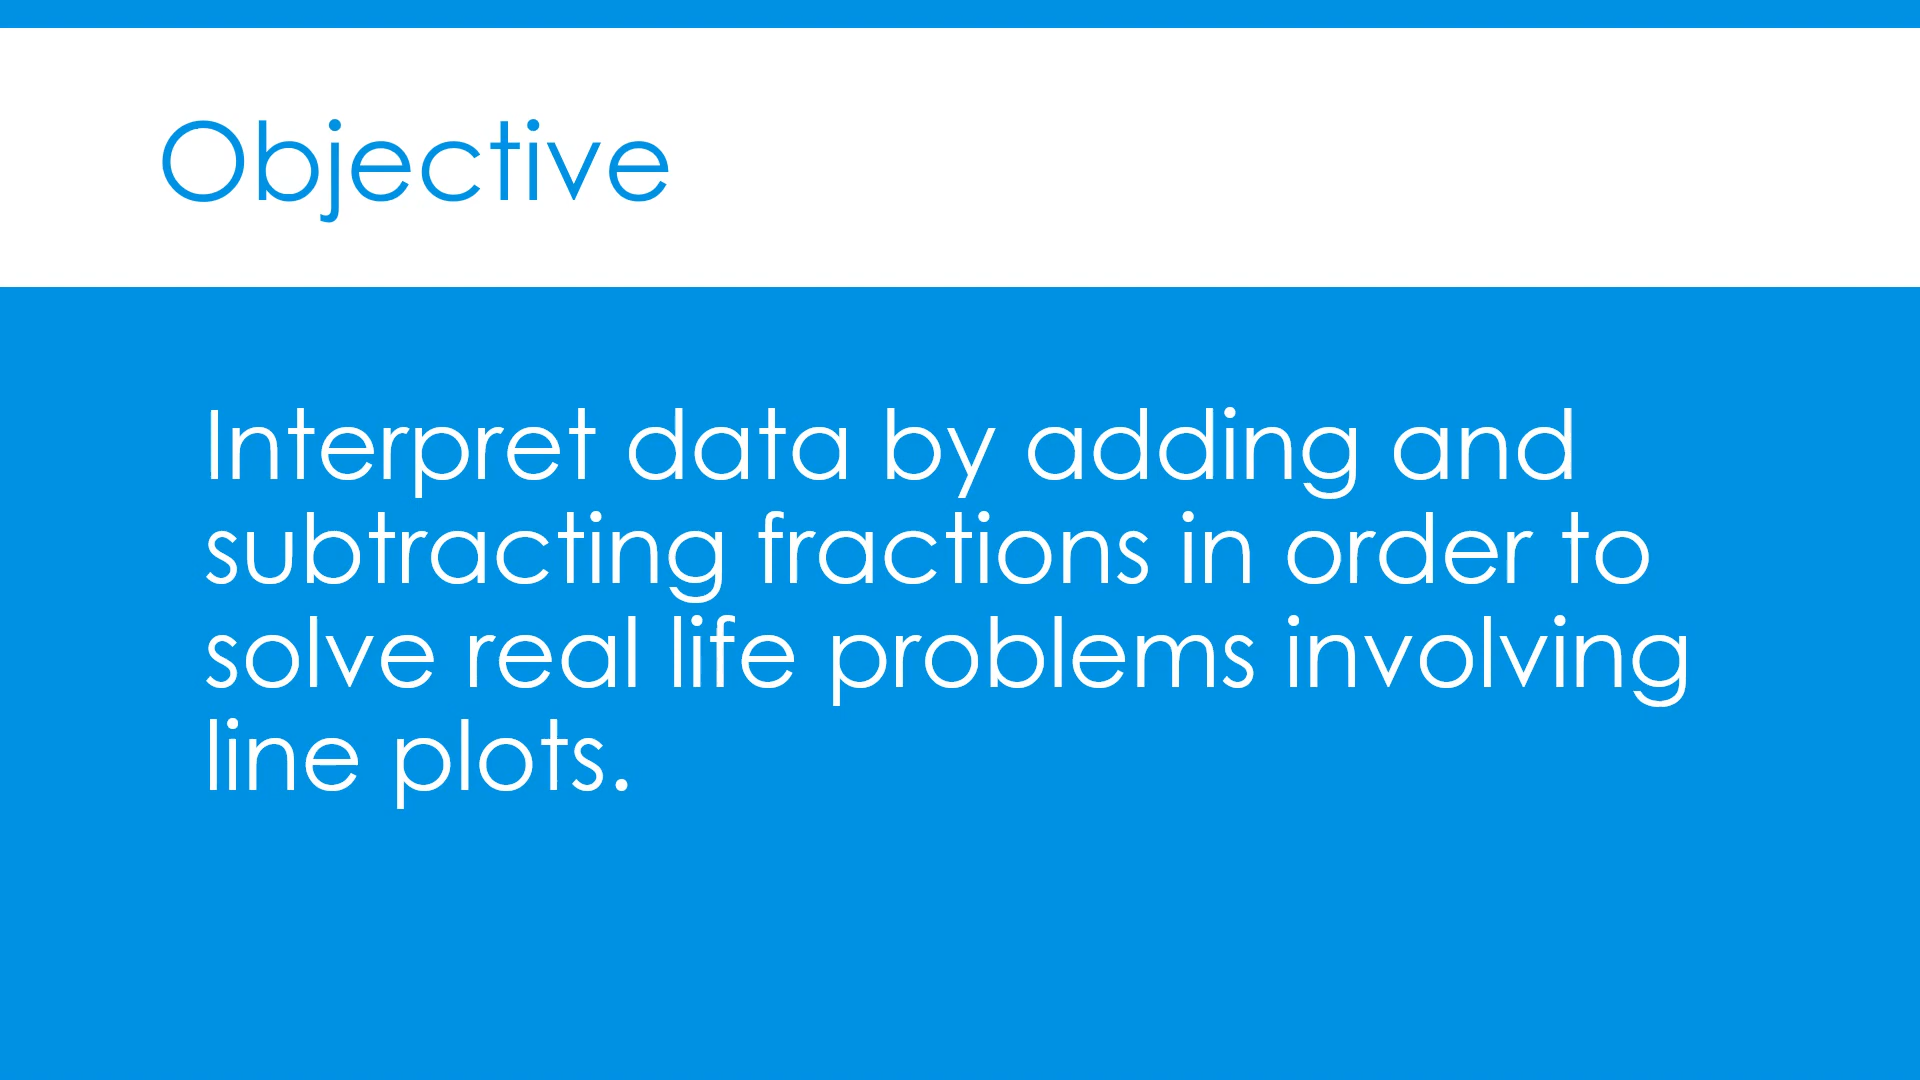 Objective
Interpret data by adding and
subtracting fractions in order to
solve real life problems involving
line plots.